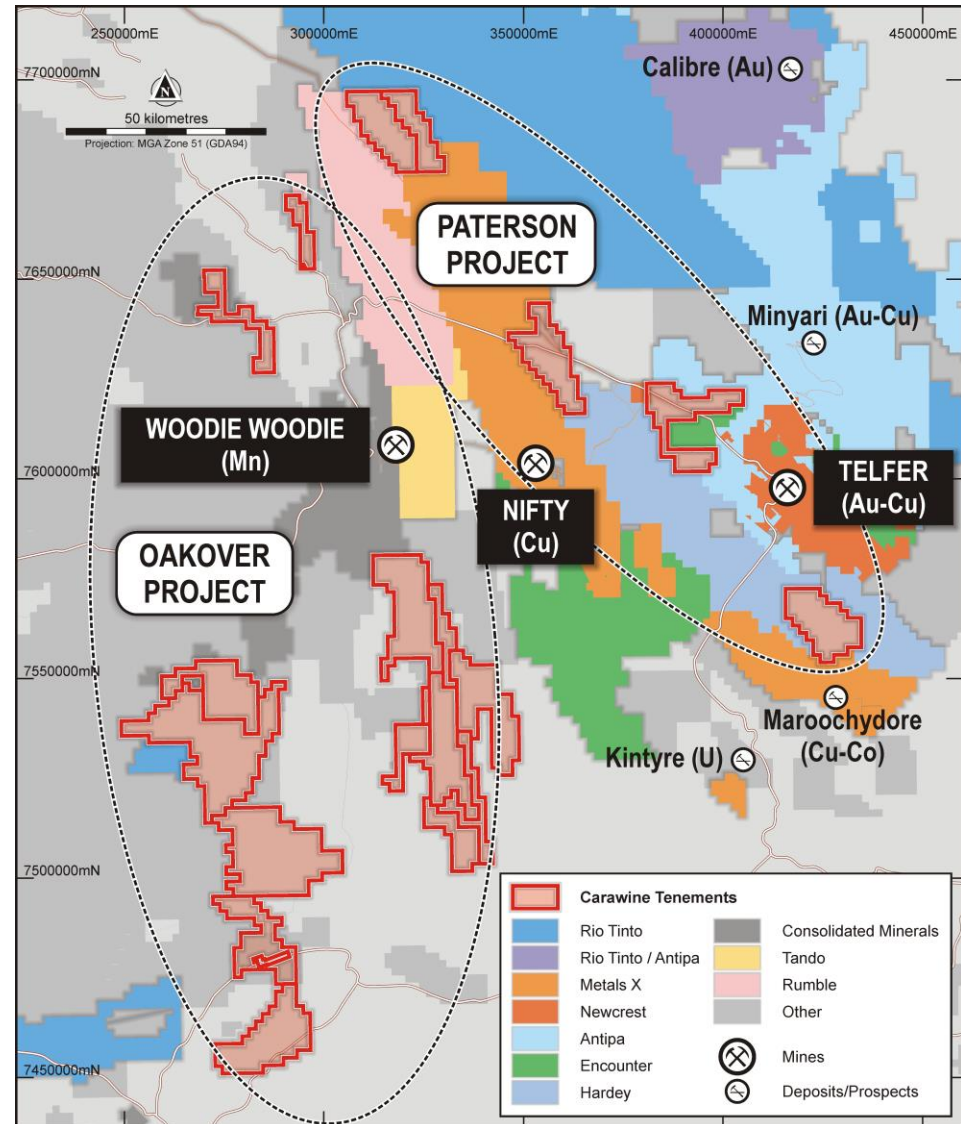 250000mE
300000mE
350000mE
400000mE
450000mE
7700000mN
7650000mN
7600000mN
7550000mN
7500000mN
7450000mN
N
50 kilometres
Projection: MGA Zone 51 (GDA94)
Calibre (Au)
PATERSON
PROJECT
Minyari (Au-Cu)
WOODIE WOODIE
(Mn)
NIFTY
(Cu)
TELFER
(Au-Cu)
OAKOVER
PROJECT
Maroochydore
(Cu-Co)
Kintyre (U)
Carawine Tenements
Rio Tinto
Rio Tinto / Antipa
Metals X
Newcrest
Antipa
Encounter
Hardey
Consolidated Minerals
Tando
Rumble
Other
Mines
Deposits/Prospects